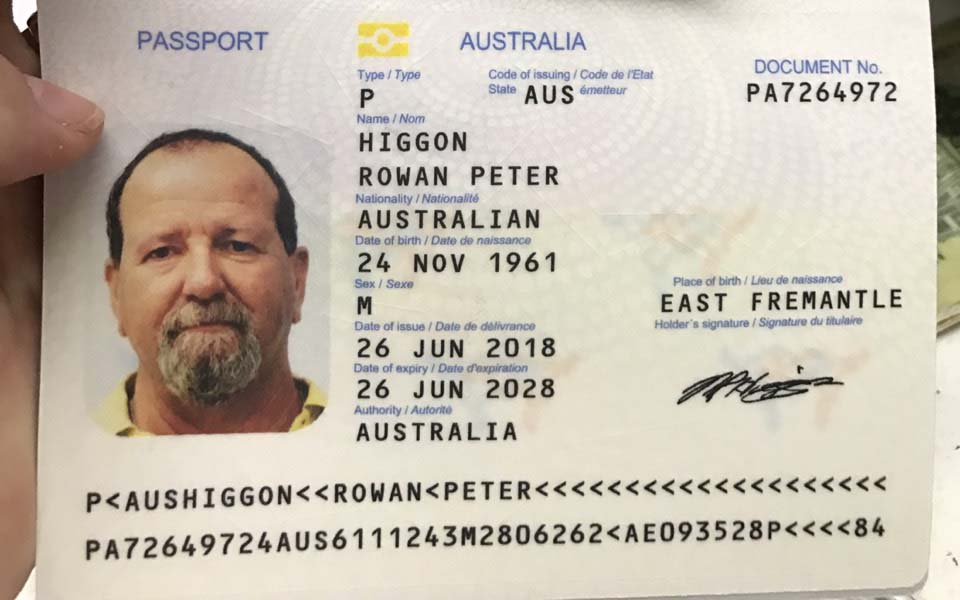 PASSPORT
AUSTRALIA
DOCUMENT No.
PA7264972
Type / Type
P
Code of issuing / Code de l'Etat
State AUS émetteur
Name / Nom
HIGGON
ROWAN PETER
Nationality / Nationalité
AUSTRALIAN
Date of birth / Date de naissance
24 NOV 1961
Sex / Sexe
M
Place of birth / Lieu de naissance
EAST FREMANTLE
Date of issue / Date de délivrance
26 JUN 2018
Holder's signature / Signature du titulaire
Date of expiry / Date d'expiration
26 JUN 2028
Authority / Autorité
AUSTRALIA
P<AUSHIGGON<<ROWAN<PETER<<<<<<<<<<<<<<<<<<<<
PA72649724AUS6111243M2806262<AE093528P<<<<84